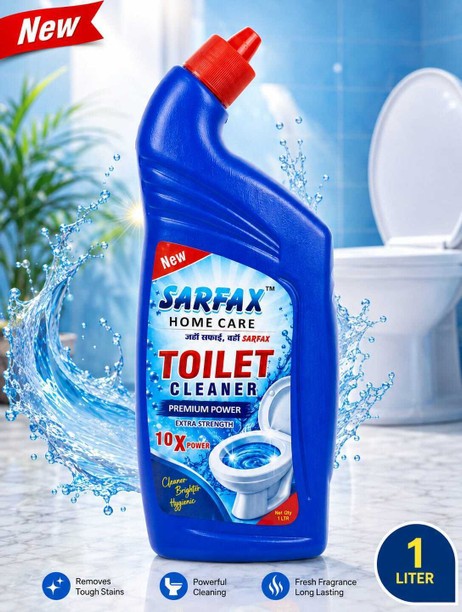 New
New
SARFAX™
HOME CARE
जहाँ सफाई, वहाँ SARFAX
TOILET
CLEANER
PREMIUM POWER
EXTRA STRENGTH
10X POWER
Cleaner
Brighter
Hygienic
Net Qty
1 LTR
1
LITER
Removes
Tough Stains
Powerful
Cleaning
Fresh Fragrance
Long Lasting